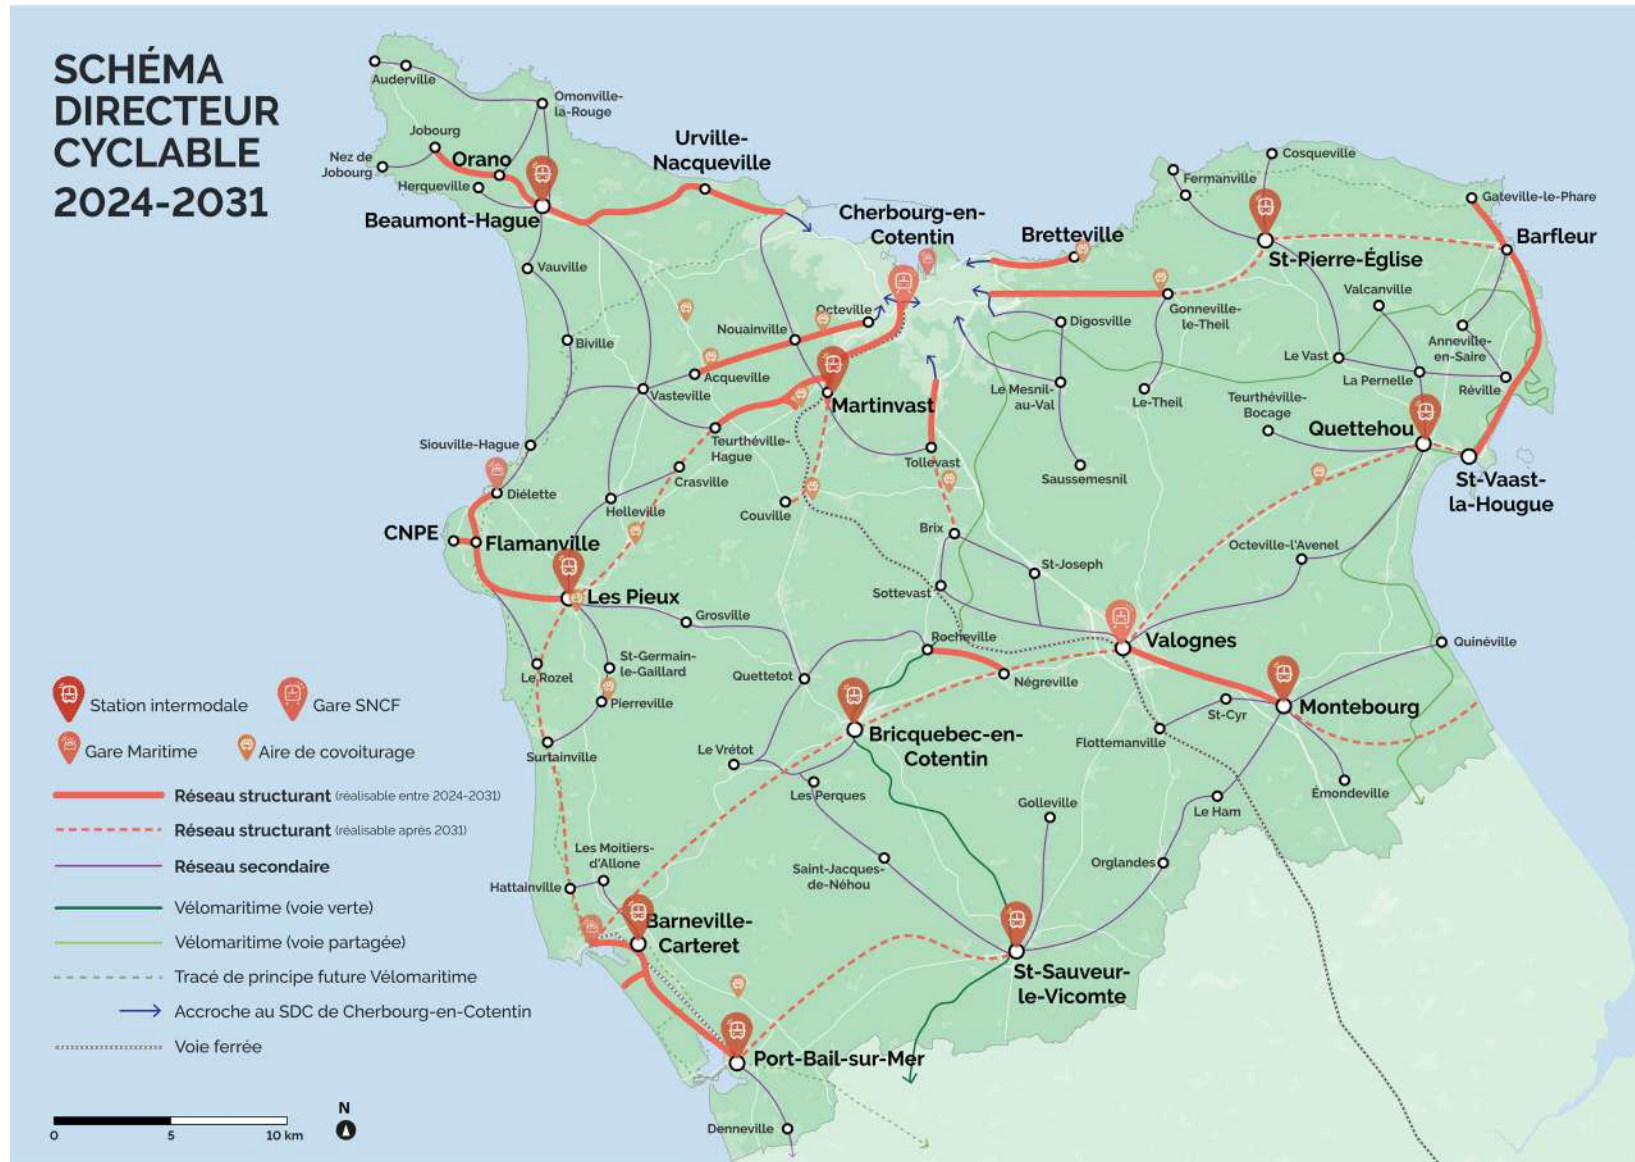 SCHÉMA
DIRECTEUR
CYCLABLE
2024-2031
Auderville
Omonville-
la-Rouge
Jobourg
Nez de
Jobourg
Orano
Herqueville
Beaumont-Hague
Urville-
Nacqueville
Cherbourg-en-
Cotentin
Bretteville
Fermanville
Cosqueville
Gateville-le-Phare
Barfleur
St-Pierre-Église
Vauville
Valcanville
Gonneville-
le-Theil
Digosville
Octeville
Nouainville
Biville
Anneville-
en-Saire
Le Vast
La Pernelle
Réville
Acqueville
Vasteville
Martinvast
Le Mesnil-
au-Val
Le-Theil
Teurthéville-
Bocage
Quettehou
Siouville-Hague
Teurthéville-
Hague
Tollevast
Saussemesnil
St-Vaast-
la-Hougue
Crasville
Diélette
Helleville
Couville
CNPE
Flamanville
Brix
Octeville-l'Avenel
St-Joseph
Sottevast
Les Pieux
Grosville
Rocheville
Valognes
Quinéville
St-Germain-
le-Gaillard
Le Rozel
Quettetot
Négreville
Pierreville
St-Cyr
Montebourg
Bricquebec-en-
Cotentin
Flottemanville
Surtainville
Le Vrétot
Les Perques
Golleville
Émondeville
Le Ham
Les Moitiers-
d'Allone
Saint-Jacques-
de-Néhou
Orglandes
Hattainville
Barneville-
Carteret
St-Sauveur-
le-Vicomte
Port-Bail-sur-Mer
Denneville
Station intermodale
Gare SNCF
Gare Maritime
Aire de covoiturage
Réseau structurant (réalisable entre 2024-2031)
Réseau structurant (réalisable après 2031)
Réseau secondaire
Vélomaritime (voie verte)
Vélomaritime (voie partagée)
Tracé de principe future Vélomaritime
Accroche au SDC de Cherbourg-en-Cotentin
Voie ferrée
0 5 10 km
N